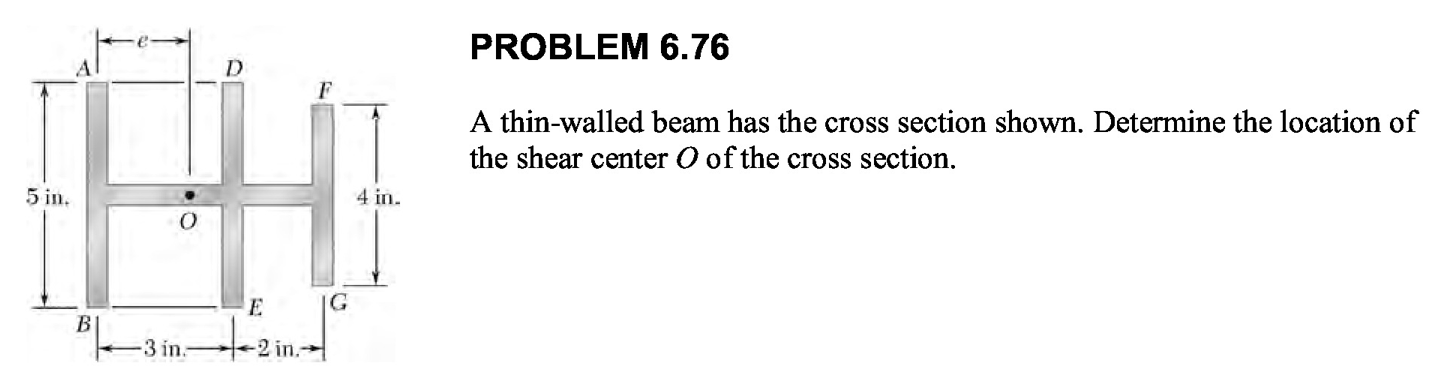 e
A
D
F
5 in.
O
4 in.
B
E
G
3 in.
2 in.
PROBLEM 6.76
A thin-walled beam has the cross section shown. Determine the location of
the shear center O of the cross section.